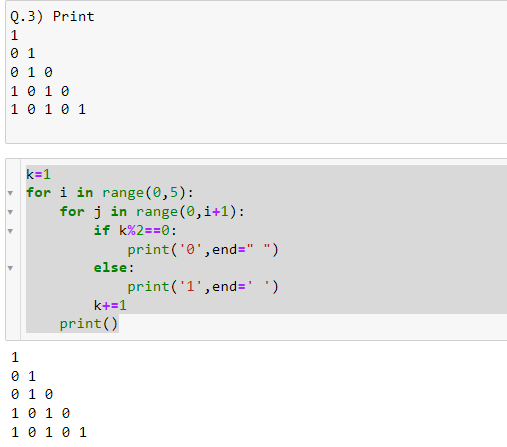 Q.3) Print
1
0 1
0 1 0
1 0 1 0
1 0 1 0 1
k=1
for i in range(0,5):
    for j in range(0,i+1):
        if k%2==0:
            print('0',end=" ")
        else:
            print('1',end=' ')
        k+=1
    print()
1
0 1
0 1 0
1 0 1 0
1 0 1 0 1